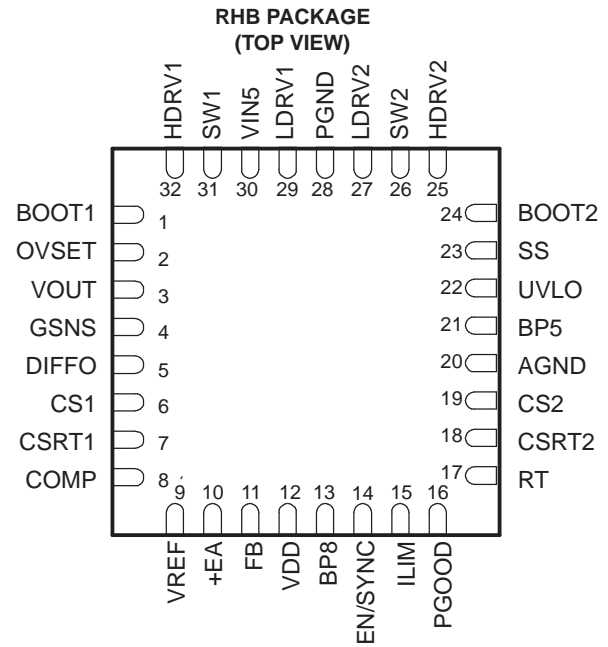 RHB PACKAGE
(TOP VIEW)
HDRV1
SW1
VIN5
LDRV1
PGND
LDRV2
SW2
HDRV2
32 31 30 29 28 27 26 25
BOOT1 1
OVSET 2
VOUT 3
GSNS 4
DIFFO 5
CS1 6
CSRT1 7
COMP 8
24 BOOT2
23 SS
22 UVLO
21 BP5
20 AGND
19 CS2
18 CSRT2
17 RT
9 10 11 12 13 14 15 16
VREF
+EA
FB
VDD
BP8
EN/SYNC
ILIM
PGOOD